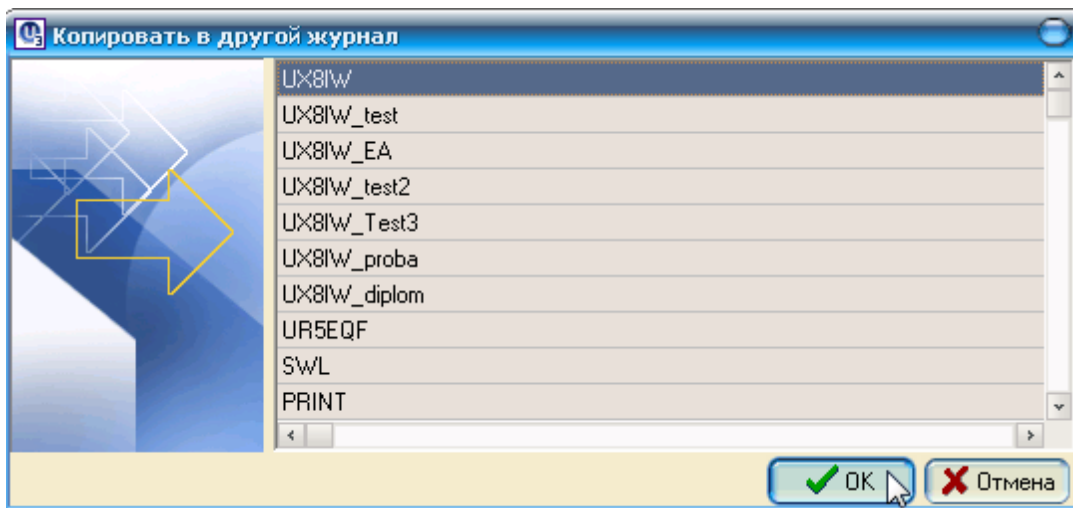 Копировать в другой журнал
UX8IW
UX8IW_test
UX8IW_EA
UX8IW_test2
UX8IW_Test3
UX8IW_proba
UX8IW_diplom
UR5EQF
SWL
PRINT
OK
Отмена